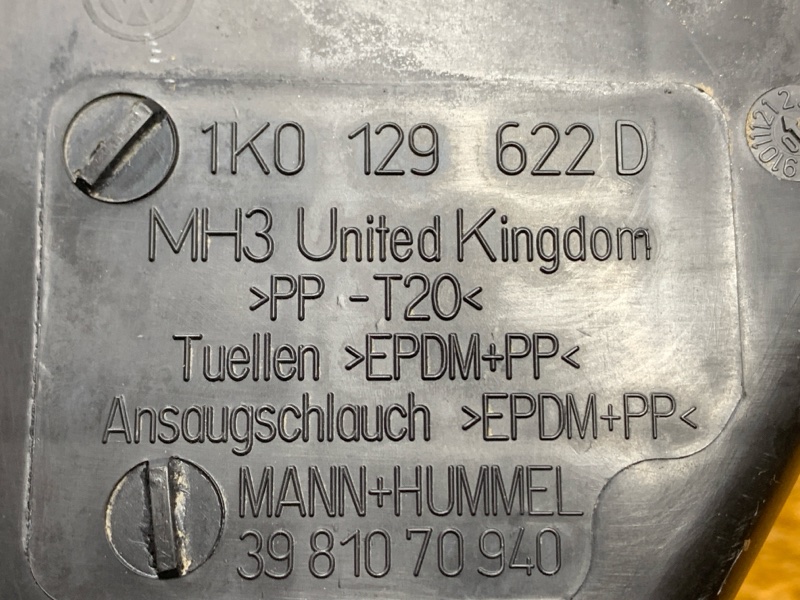 1K0 129 622 D
MH3 United Kingdom
>PP -T20<
Tuellen >EPDM+PP<
Ansaugschlauch >EPDM+PP<
MANN+HUMMEL
39 810 70 940